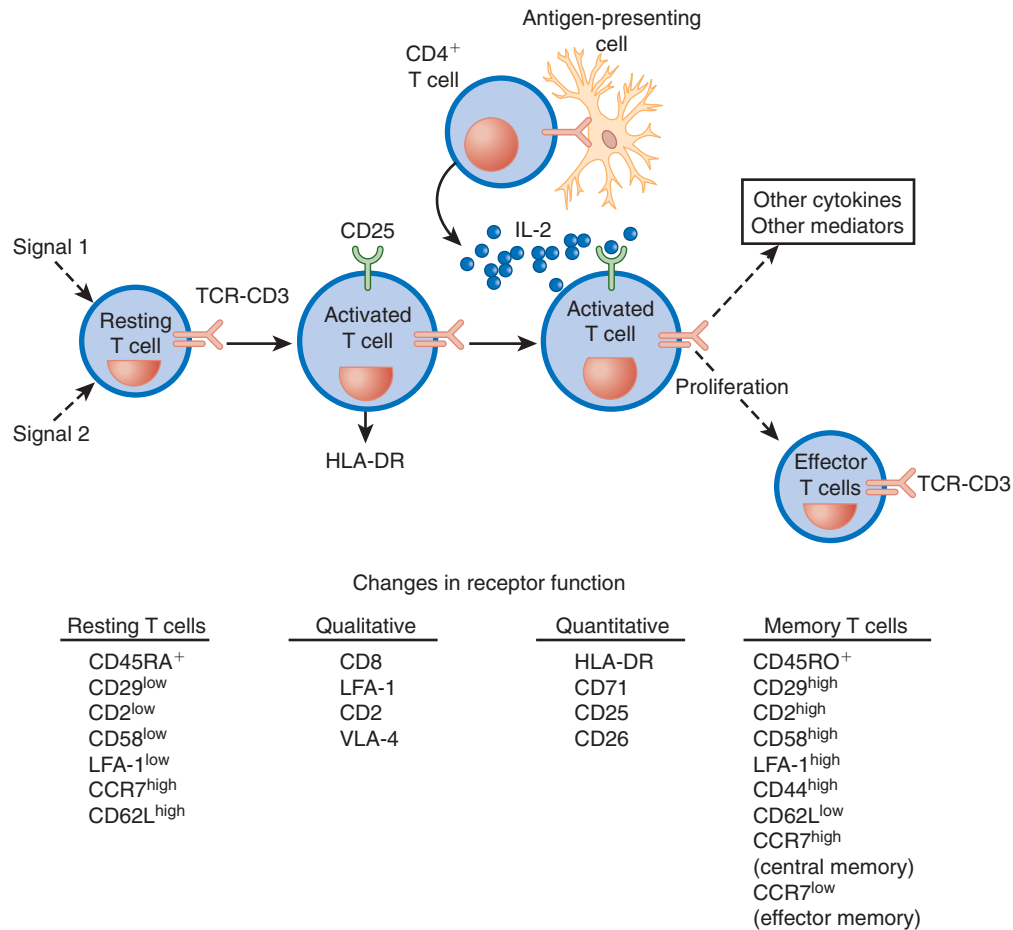 Antigen-presenting
cell
CD4⁺
T cell
Other cytokines
Other mediators
Signal 1
CD25
IL-2
TCR-CD3
Resting
T cell
Activated
T cell
Activated
T cell
Proliferation
Signal 2
HLA-DR
Effector
T cells
TCR-CD3
Changes in receptor function
Resting T cells
CD45RA⁺
CD29low
CD2low
CD58low
LFA-1low
CCR7high
CD62Lhigh
Qualitative
CD8
LFA-1
CD2
VLA-4
Quantitative
HLA-DR
CD71
CD25
CD26
Memory T cells
CD45RO⁺
CD29high
CD2high
CD58high
LFA-1high
CD44high
CD62Llow
CCR7high
(central memory)
CCR7low
(effector memory)